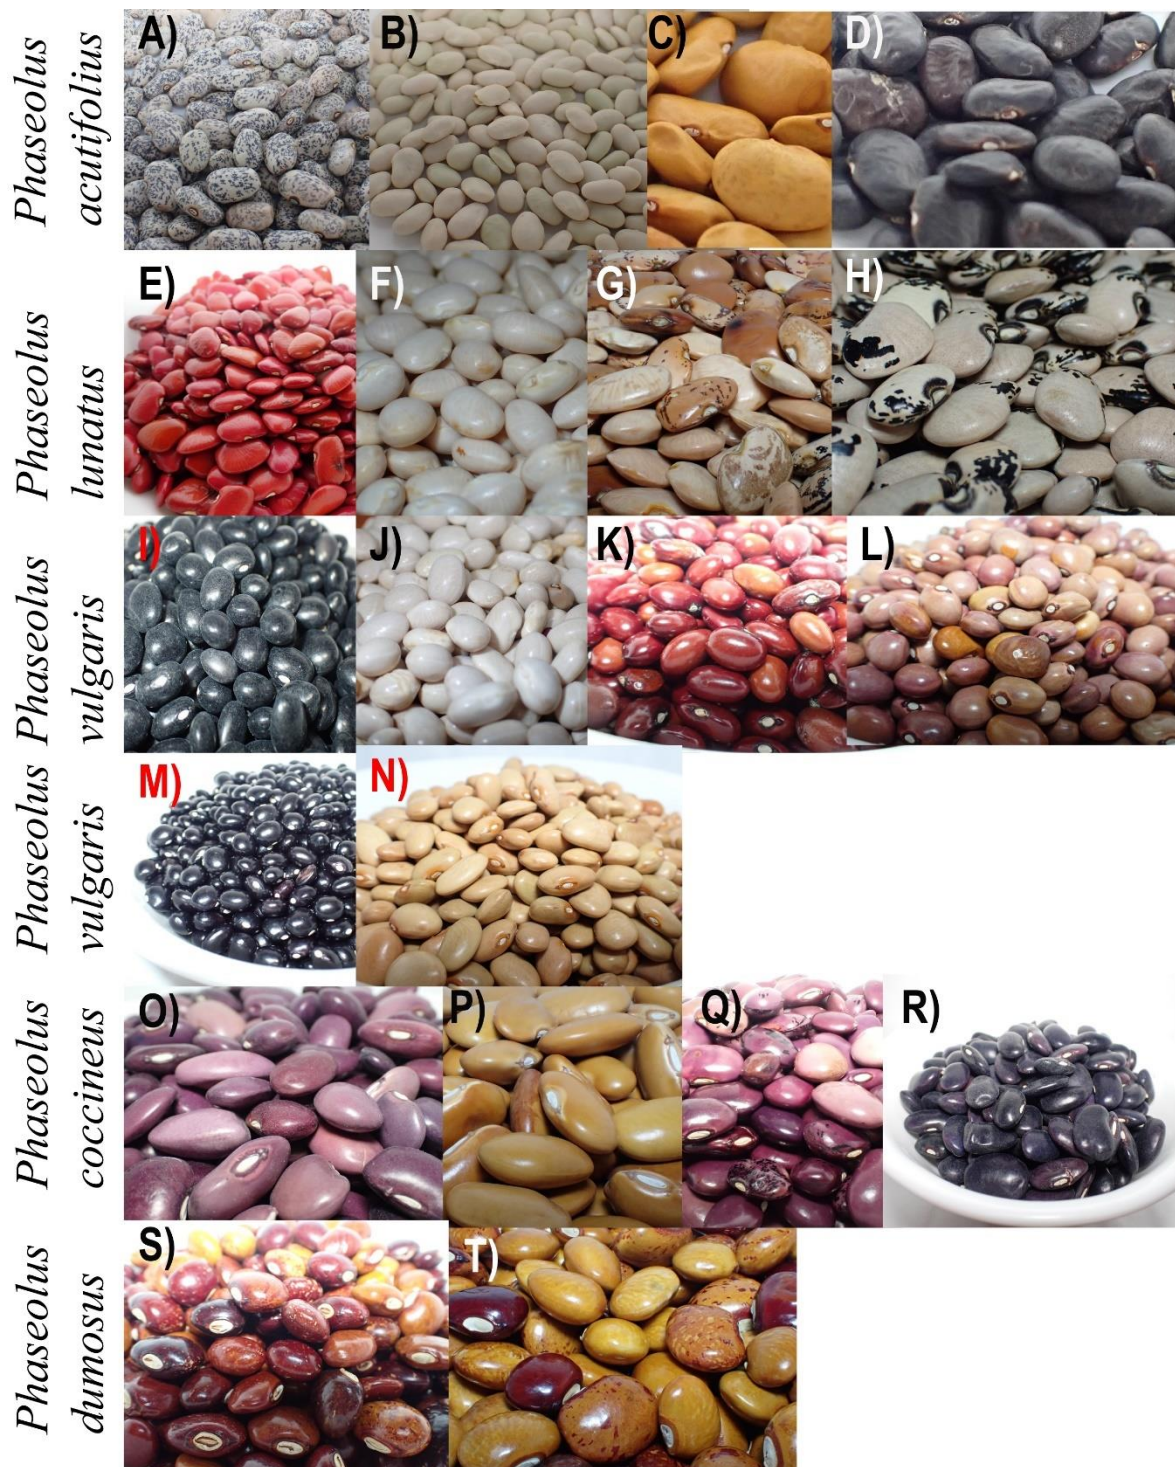 Phaseolus
acutifolius
A)
B)
C)
D)
Phaseolus
lunatus
E)
F)
G)
H)
Phaseolus
vulgaris
I)
J)
K)
L)
Phaseolus
vulgaris
M)
N)
Phaseolus
coccineus
O)
P)
Q)
R)
Phaseolus
dumosus
S)
T)